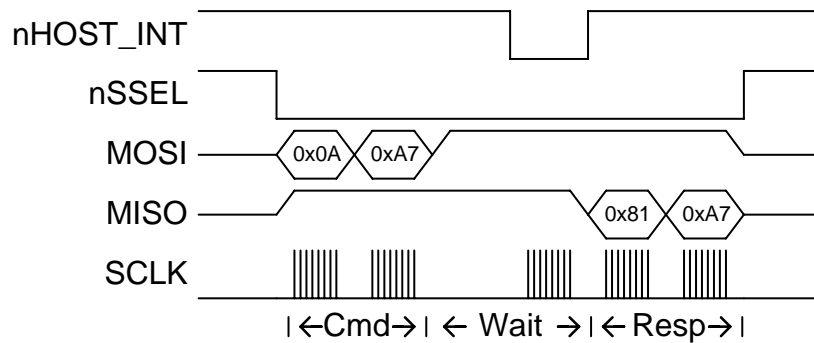 nHOST_INT
nSSEL
MOSI 0x0A 0xA7
MISO 0x81 0xA7
SCLK
Cmd Wait Resp